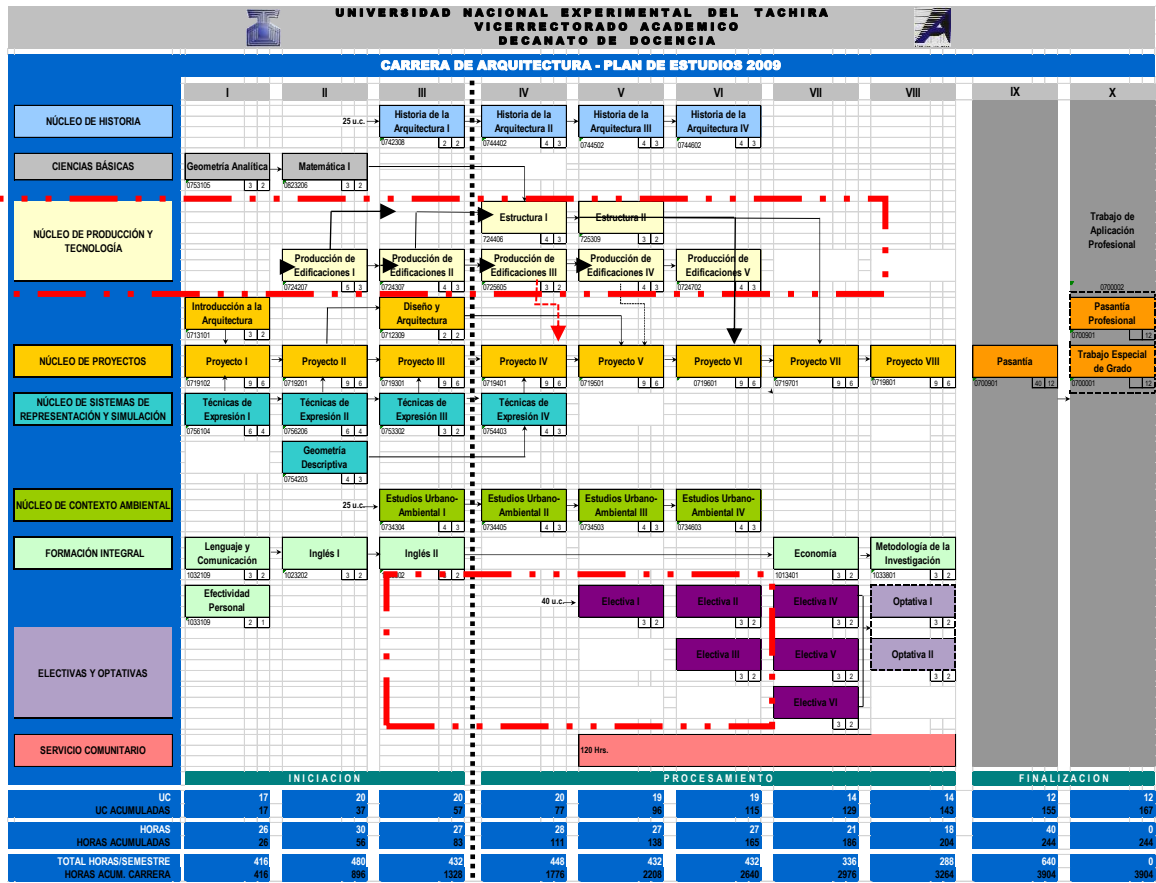 UNIVERSIDAD NACIONAL EXPERIMENTAL DEL TACHIRA
VICERRECTORADO ACADEMICO
DECANATO DE DOCENCIA
CARRERA DE ARQUITECTURA - PLAN DE ESTUDIOS 2009
I II III IV V VI VII VIII IX X
NÚCLEO DE HISTORIA
25 u.c.
Historia de la Arquitectura I
0742308 2 2
Historia de la Arquitectura II
0744402 4 3
Historia de la Arquitectura III
0744502 4 3
Historia de la Arquitectura IV
0744602 4 3
CIENCIAS BÁSICAS
Geometría Analítica
0753105 3 2
Matemática I
0823206 3 2
NÚCLEO DE PRODUCCIÓN Y TECNOLOGÍA
Estructura I
724406 4 3
Estructura II
725309 3 2
Trabajo de Aplicación Profesional
0700002
Producción de Edificaciones I
0724207 5 3
Producción de Edificaciones II
0724307 4 3
Producción de Edificaciones III
0725605 3 2
Producción de Edificaciones IV
0724601 4 3
Producción de Edificaciones V
0724702 4 3
Introducción a la Arquitectura
0713101 3 2
Diseño y Arquitectura
0712309 2 2
Pasantía Profesional
0700901 12
NÚCLEO DE PROYECTOS
Proyecto I
0719102 9 6
Proyecto II
0719201 9 6
Proyecto III
0719301 9 6
Proyecto IV
0719401 9 6
Proyecto V
0719501 9 6
Proyecto VI
0719601 9 6
Proyecto VII
0719701 9 6
Proyecto VIII
0719801 9 6
Pasantía
0700901 40 12
Trabajo Especial de Grado
0700001 12
NÚCLEO DE SISTEMAS DE REPRESENTACIÓN Y SIMULACIÓN
Técnicas de Expresión I
0756104 6 4
Técnicas de Expresión II
0756206 6 4
Técnicas de Expresión III
0753302 3 2
Técnicas de Expresión IV
0754403 4 3
Geometría Descriptiva
0754203 4 3
NÚCLEO DE CONTEXTO AMBIENTAL
25 u.c.
Estudios Urbano-Ambiental I
0734304 4 3
Estudios Urbano-Ambiental II
0734405 4 3
Estudios Urbano-Ambiental III
0734503 4 3
Estudios Urbano-Ambiental IV
0734603 4 3
FORMACIÓN INTEGRAL
Lenguaje y Comunicación
1032109 3 2
Inglés I
1023202 3 2
Inglés II
2
Economía
1013401 3 2
Metodología de la Investigación
1033801 3 2
Efectividad Personal
1033109 2 1
ELECTIVAS Y OPTATIVAS
40 u.c.
Electiva I
3 2
Electiva II
3 2
Electiva IV
3 2
Optativa I
3 2
Electiva III
3 2
Electiva V
3 2
Optativa II
3 2
Electiva VI
3 2
SERVICIO COMUNITARIO
120 Hrs.
INICIACION PROCESAMIENTO FINALIZACION
UC 17 20 20 20 19 19 14 14 12 12
UC ACUMULADAS 17 37 57 77 96 115 129 143 155 167
HORAS 26 30 27 28 27 27 21 18 40 0
HORAS ACUMULADAS 26 56 83 111 138 165 186 204 244 244
TOTAL HORAS/SEMESTRE 416 480 432 448 432 432 336 288 640 0
HORAS ACUM. CARRERA 416 896 1328 1776 2208 2640 2976 3264 3904 3904